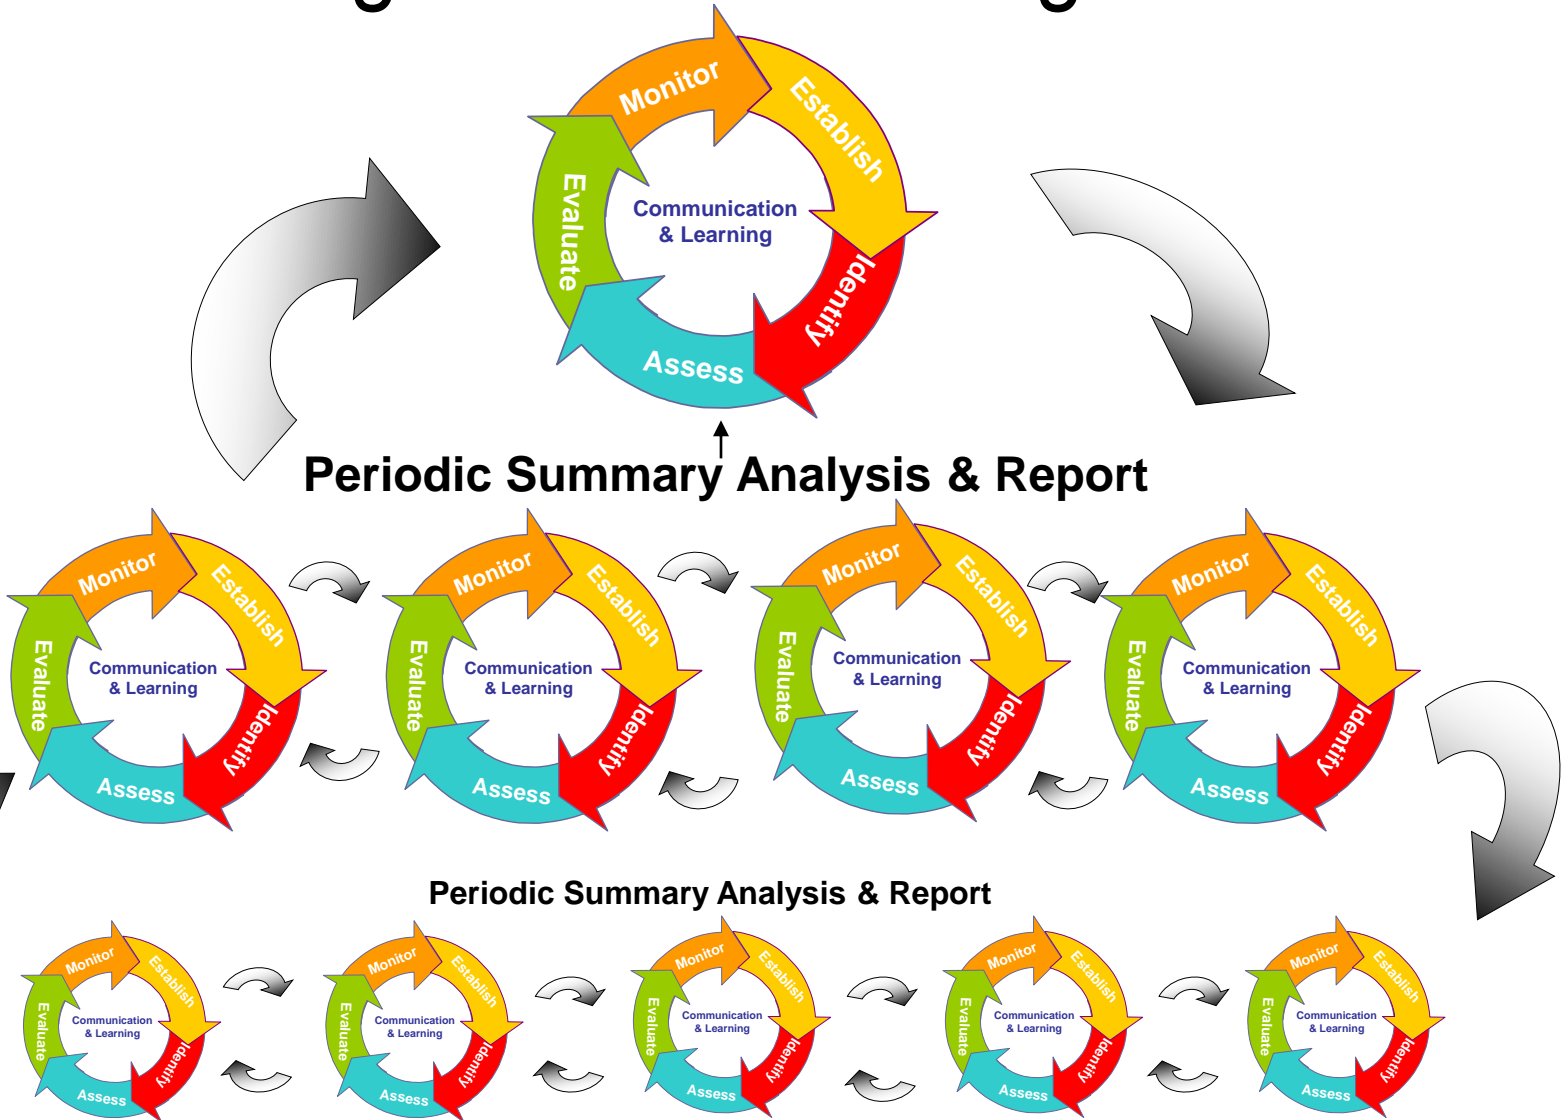 Monitor
Establish
Evaluate
Communication
& Learning
Identify
Assess
Periodic Summary Analysis & Report
Monitor
Establish
Evaluate
Communication
& Learning
Identify
Assess
Monitor
Establish
Evaluate
Communication
& Learning
Identify
Assess
Monitor
Establish
Evaluate
Communication
& Learning
Identify
Assess
Monitor
Establish
Evaluate
Communication
& Learning
Identify
Assess
Periodic Summary Analysis & Report
Monitor
Establish
Evaluate
Communication
& Learning
Identify
Assess
Monitor
Establish
Evaluate
Communication
& Learning
Identify
Assess
Monitor
Establish
Evaluate
Communication
& Learning
Identify
Assess
Monitor
Establish
Evaluate
Communication
& Learning
Identify
Assess
Monitor
Establish
Evaluate
Communication
& Learning
Identify
Assess